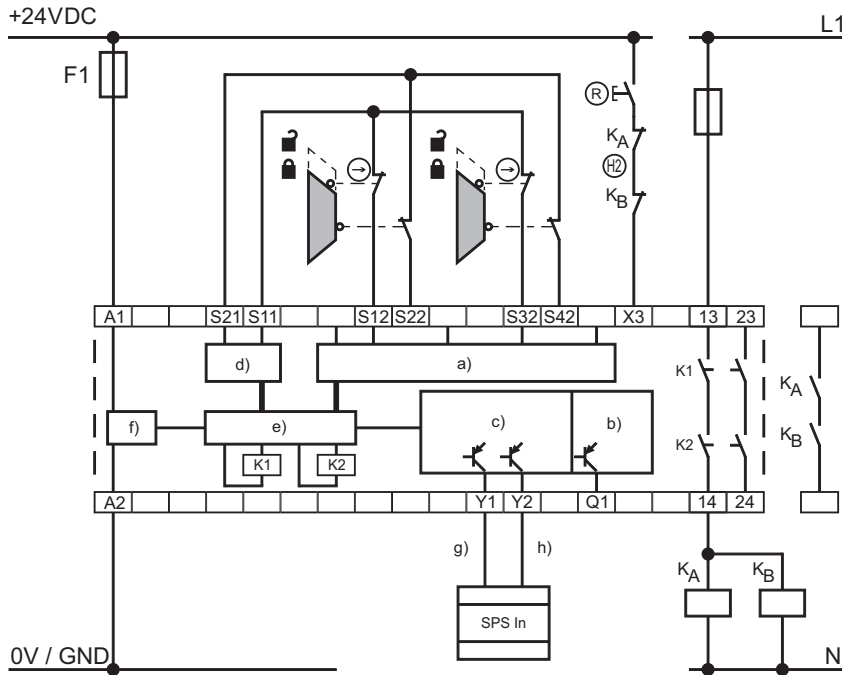 +24VDC
L1
F1
R
KA
H2
KB
A1 S21 S11 S12 S22 S32 S42 X3 13 23
d)
a)
K1
KA
f)
e)
c)
b)
KB
K1
K2
K2
A2 Y1 Y2 Q1 14 24
g)
h)
KA
KB
SPS In
0V / GND
N